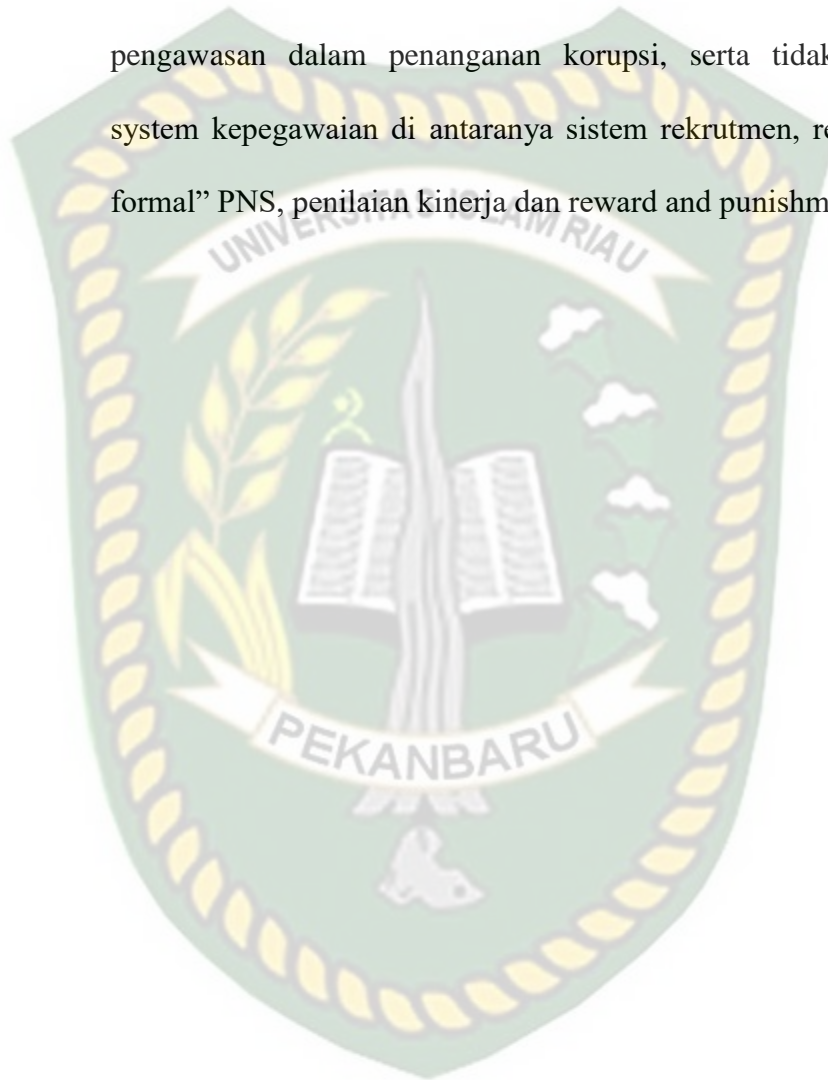 pengawasan dalam penanganan korupsi, serta tidak
system kepegawaian di antaranya sistem rekrutmen, re
formal” PNS, penilaian kinerja dan reward and punishm
UNIVERSITAS ISLAM RIAU
PEKANBARU